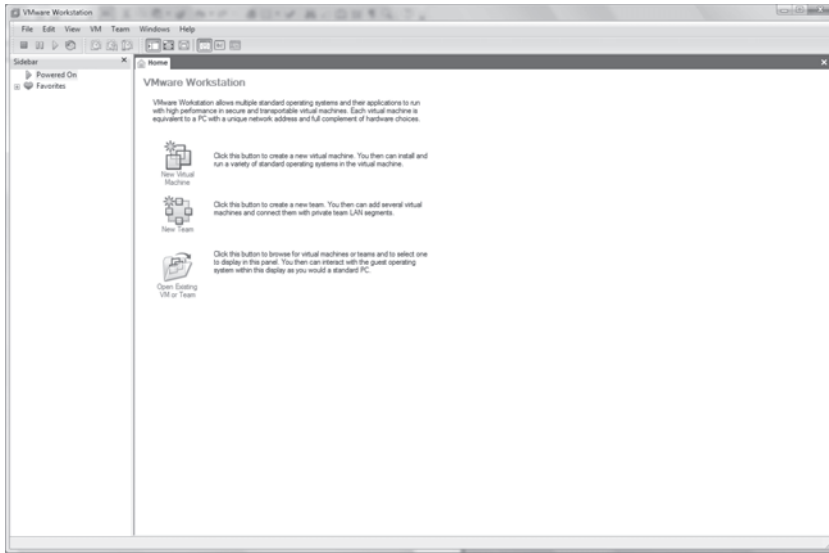 VMware Workstation
File Edit View VM Team Windows Help
Sidebar
Powered On
Favorites
Home
VMware Workstation
VMware Workstation allows multiple standard operating systems and their applications to run
with high performance in secure and transportable virtual machines. Each virtual machine is
equivalent to a PC with a unique network address and full complement of hardware choices.
New Virtual
Machine
Click this button to create a new virtual machine. You then can install and
run a variety of standard operating systems in the virtual machine.
New Team
Click this button to create a new team. You then can add several virtual
machines and connect them with private team LAN segments.
Open Existing
VM or Team
Click this button to browse for virtual machines or teams and to select one
to display in this panel. You then can interact with the guest operating
system within this display as you would a standard PC.